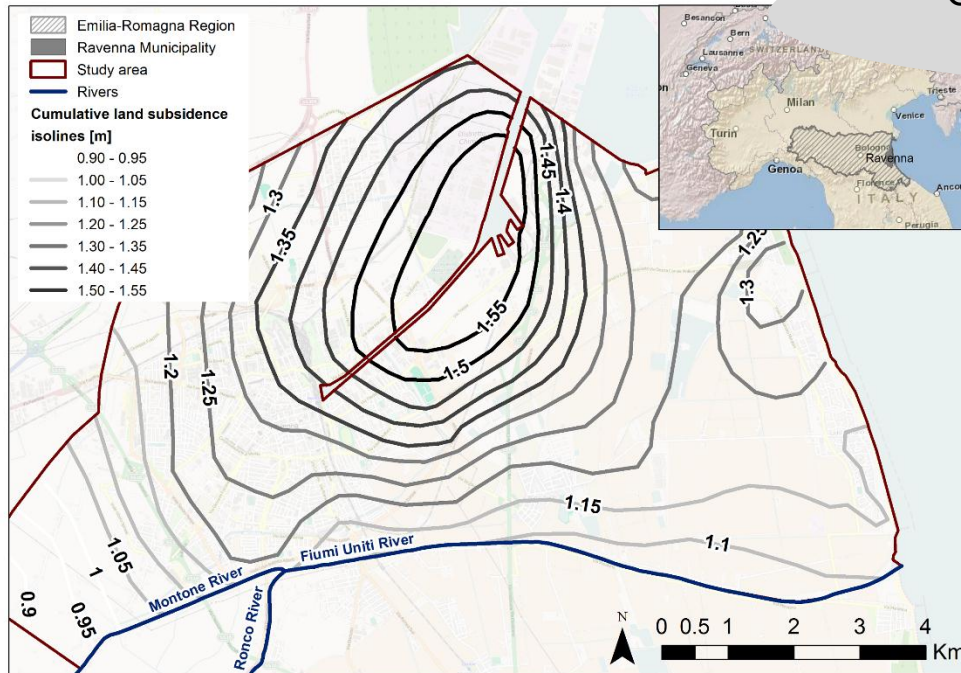 Emilia-Romagna Region
Ravenna Municipality
Study area
Rivers
Cumulative land subsidence
isolines [m]
0.90 - 0.95
1.00 - 1.05
1.10 - 1.15
1.20 - 1.25
1.30 - 1.35
1.40 - 1.45
1.50 - 1.55
Besancon
Bern
SWITZERLAND
Lausanne
Geneva
on
Milan
Trieste
Venice
Turin
Bologna
Ravenna
Genoa
Florence
Ancon
ITALY
Perugia
1.3
1.35
1.45
1.4
1.25
1.3
1.55
1.5
1.2
1.25
1.15
1.1
1.05
1
0.95
0.9
Fiumi Uniti River
Montone River
Ronco River
N
0 0.5 1 2 3 4
Km